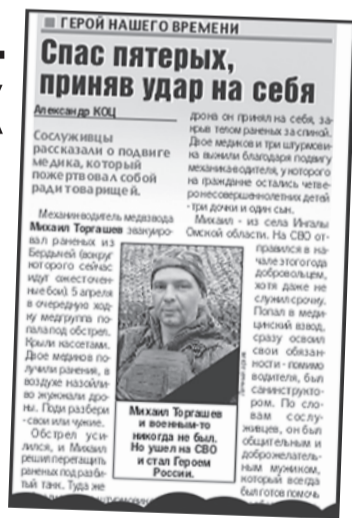 ГЕРОЙ НАШЕГО ВРЕМЕНИ
Спас пятерых,
приняв удар на себя
Александр КОЦ
Сослуживцы
рассказали о подвиге
медика, который
пожертвовал собой
ради товарищей.
Механик-водитель медвзвода
Михаил Торгашев эвакуиро-
вал раненых из
Бердычей (вокруг
которого сейчас
идут ожесточен-
ные бои). 5 апреля
в очередную ход-
ку медгруппа по-
пала под обстрел.
Крыли кассетами.
Двое медиков по-
лучили ранения, в
воздухе назойли-
во жужжали дро-
ны. Поди разбери
- свои или чужие.
Обстрел уси-
лился, и Михаил
решил перетащить
раненых под разби-
тый танк. Туда же
Михаил Торгашев
и военным-то
никогда не был.
Но ушел на СВО
и стал Героем
России.
дрона он принял на себя, за-
крыв телом раненых за спиной.
Двое медиков и три штурмови-
ка выжили благодаря подвигу
механика-водителя, у которого
на гражданке остались четве-
ро несовершеннолетних детей
- три дочки и один сын.
Михаил - из села Ингалы
Омской области. На СВО от-
правился в на-
чале этого года
добровольцем,
хотя даже не
служил срочку.
Попал в меди-
цинский взвод,
сразу освоил
свои обязан-
ности - помимо
водителя, был
санинструкто-
ром. По сло-
вам сослу-
живцев, он был
общительным и
доброжелатель-
ным мужиком,
который всегда
был готов помочь